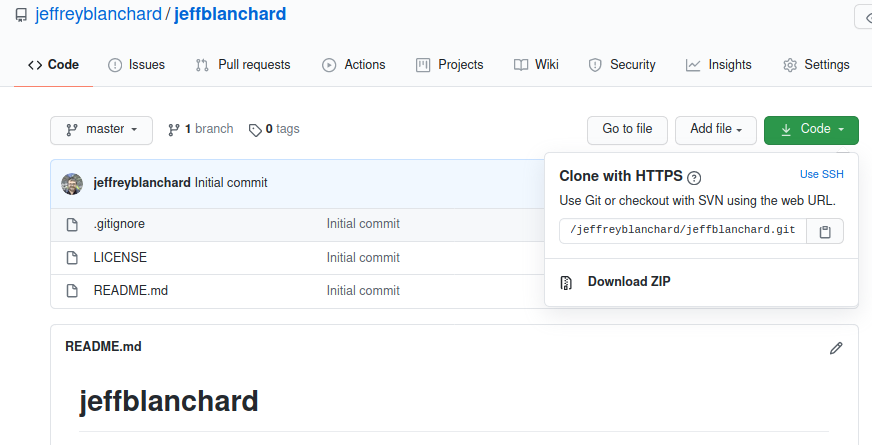 jeffreyblanchard / jeffblanchard
Code Issues Pull requests Actions Projects Wiki Security Insights Settings
master 1 branch 0 tags Go to file Add file Code
jeffreyblanchard Initial commit
Clone with HTTPS ? Use SSH
Use Git or checkout with SVN using the web URL.
.gitignore Initial commit
/jeffreyblanchard/jeffblanchard.git
LICENSE Initial commit
Download ZIP
README.md Initial commit
README.md
jeffblanchard